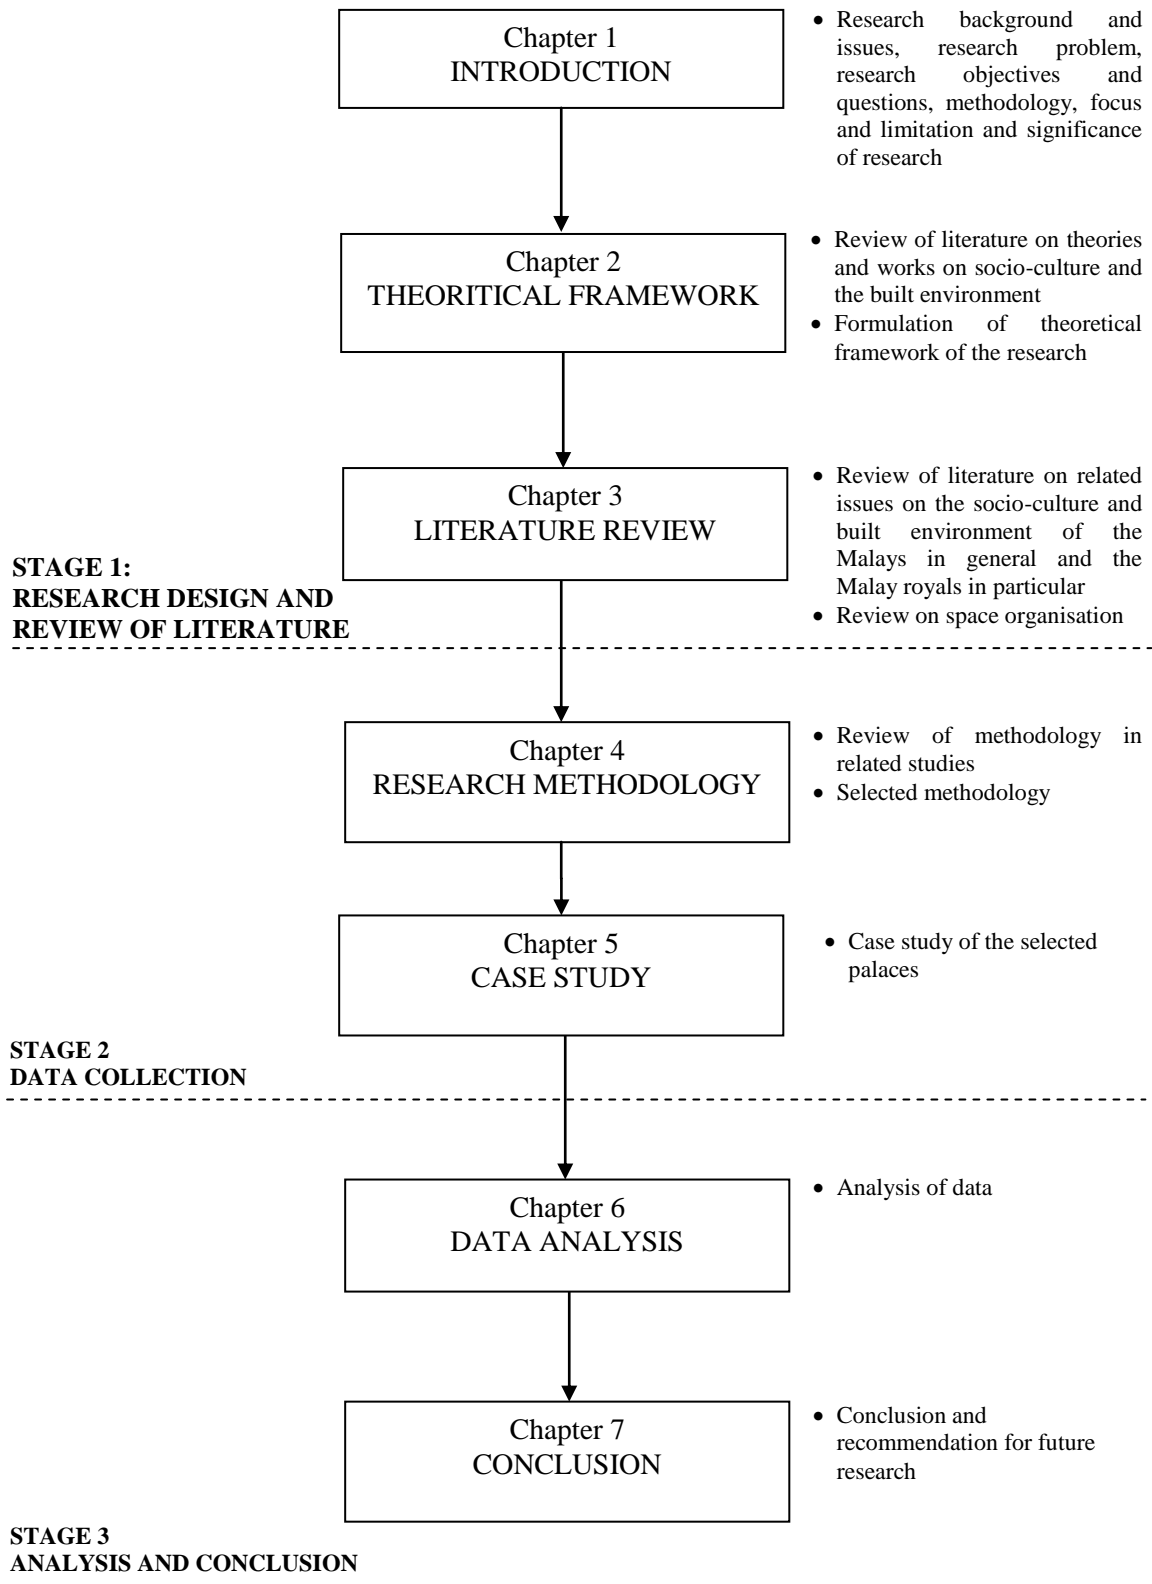 Chapter 1
INTRODUCTION
• Research background and
issues, research problem,
research objectives and
questions, methodology, focus
and limitation and significance
of research
Chapter 2
THEORITICAL FRAMEWORK
• Review of literature on theories
and works on socio-culture and
the built environment
• Formulation of theoretical
framework of the research
Chapter 3
LITERATURE REVIEW
• Review of literature on related
issues on the socio-culture and
built environment of the
Malays in general and the
Malay royals in particular
• Review on space organisation
STAGE 1:
RESEARCH DESIGN AND
REVIEW OF LITERATURE
Chapter 4
RESEARCH METHODOLOGY
• Review of methodology in
related studies
• Selected methodology
Chapter 5
CASE STUDY
• Case study of the selected
palaces
STAGE 2
DATA COLLECTION
Chapter 6
DATA ANALYSIS
• Analysis of data
Chapter 7
CONCLUSION
• Conclusion and
recommendation for future
research
STAGE 3
ANALYSIS AND CONCLUSION